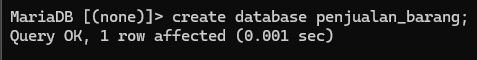 MariaDB [(none)]> create database penjualan_barang;
Query OK, 1 row affected (0.001 sec)